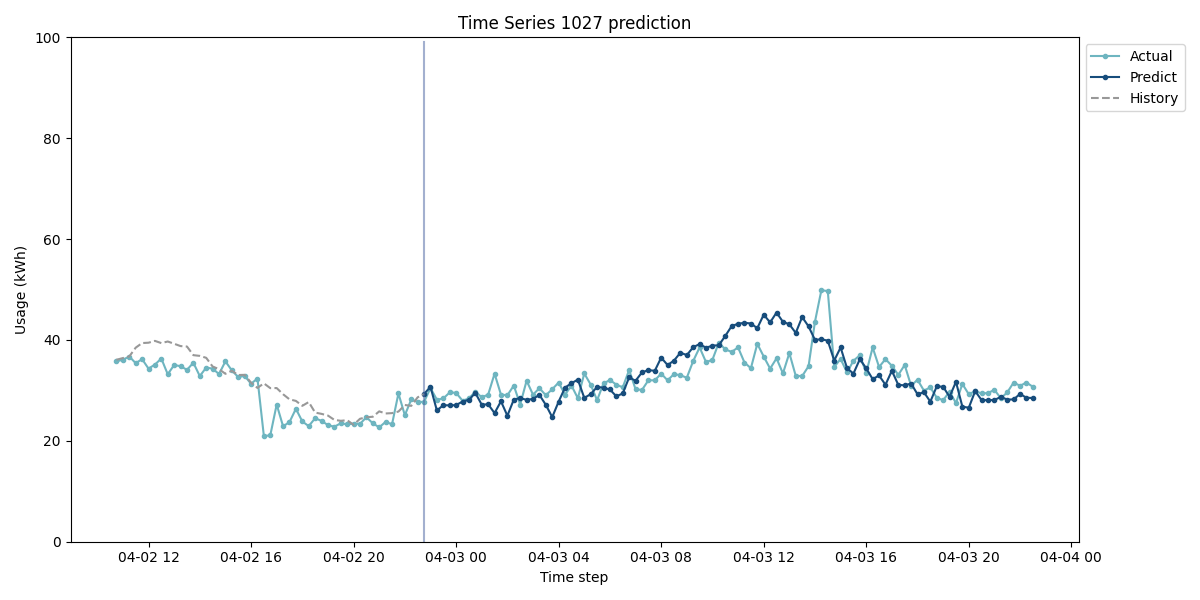 Time Series 1027 prediction
100
80
60
40
20
0
Usage (kWh)
04-02 12
04-02 16
04-02 20
04-03 00
04-03 04
04-03 08
04-03 12
04-03 16
04-03 20
04-04 00
Time step
Actual
Predict
History